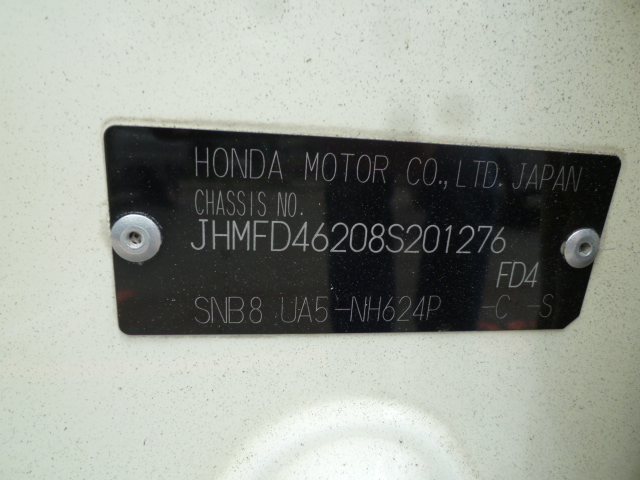 HONDA MOTOR CO., LTD. JAPAN
CHASSIS NO.
JHMFD46208S201276
FD4
SNB8 UA5-NH624P -C -S